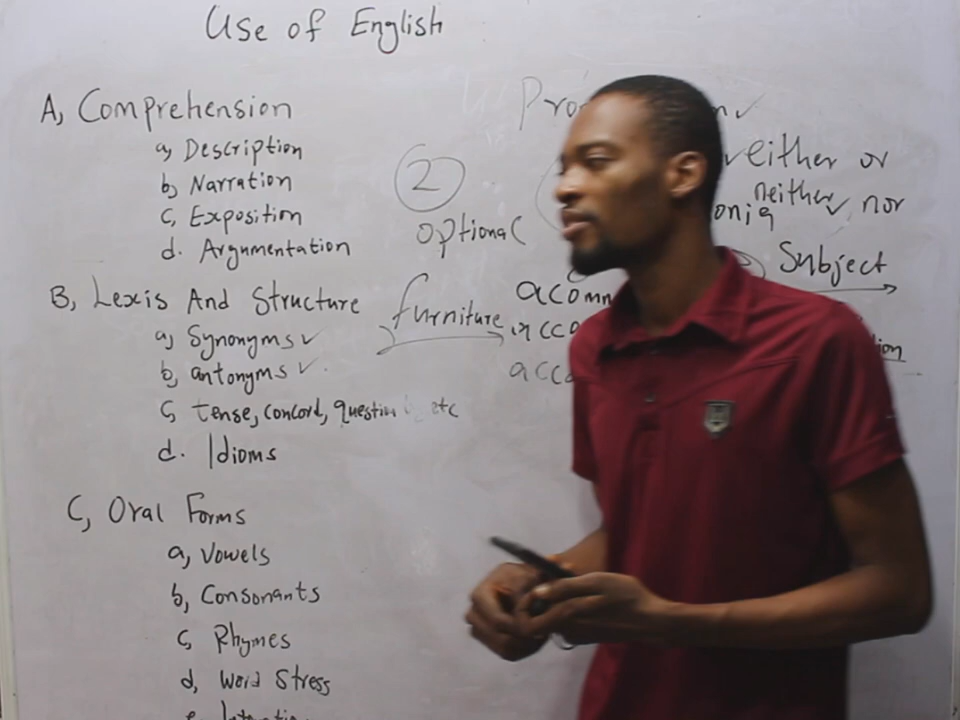 Use of English
A, Comprehension
a, Description
b, Narration
c, Exposition
d. Argumentation
B, Lexis And Structure
a, Synonyms ✓
b, antonyms ✓.
c, tense, concord, question etc
d. Idioms
C, Oral Forms
a, Vowels
b, Consonants
c, Rhymes
d, Word Stress
2
optional
furniture
either or
neither nor
Subject